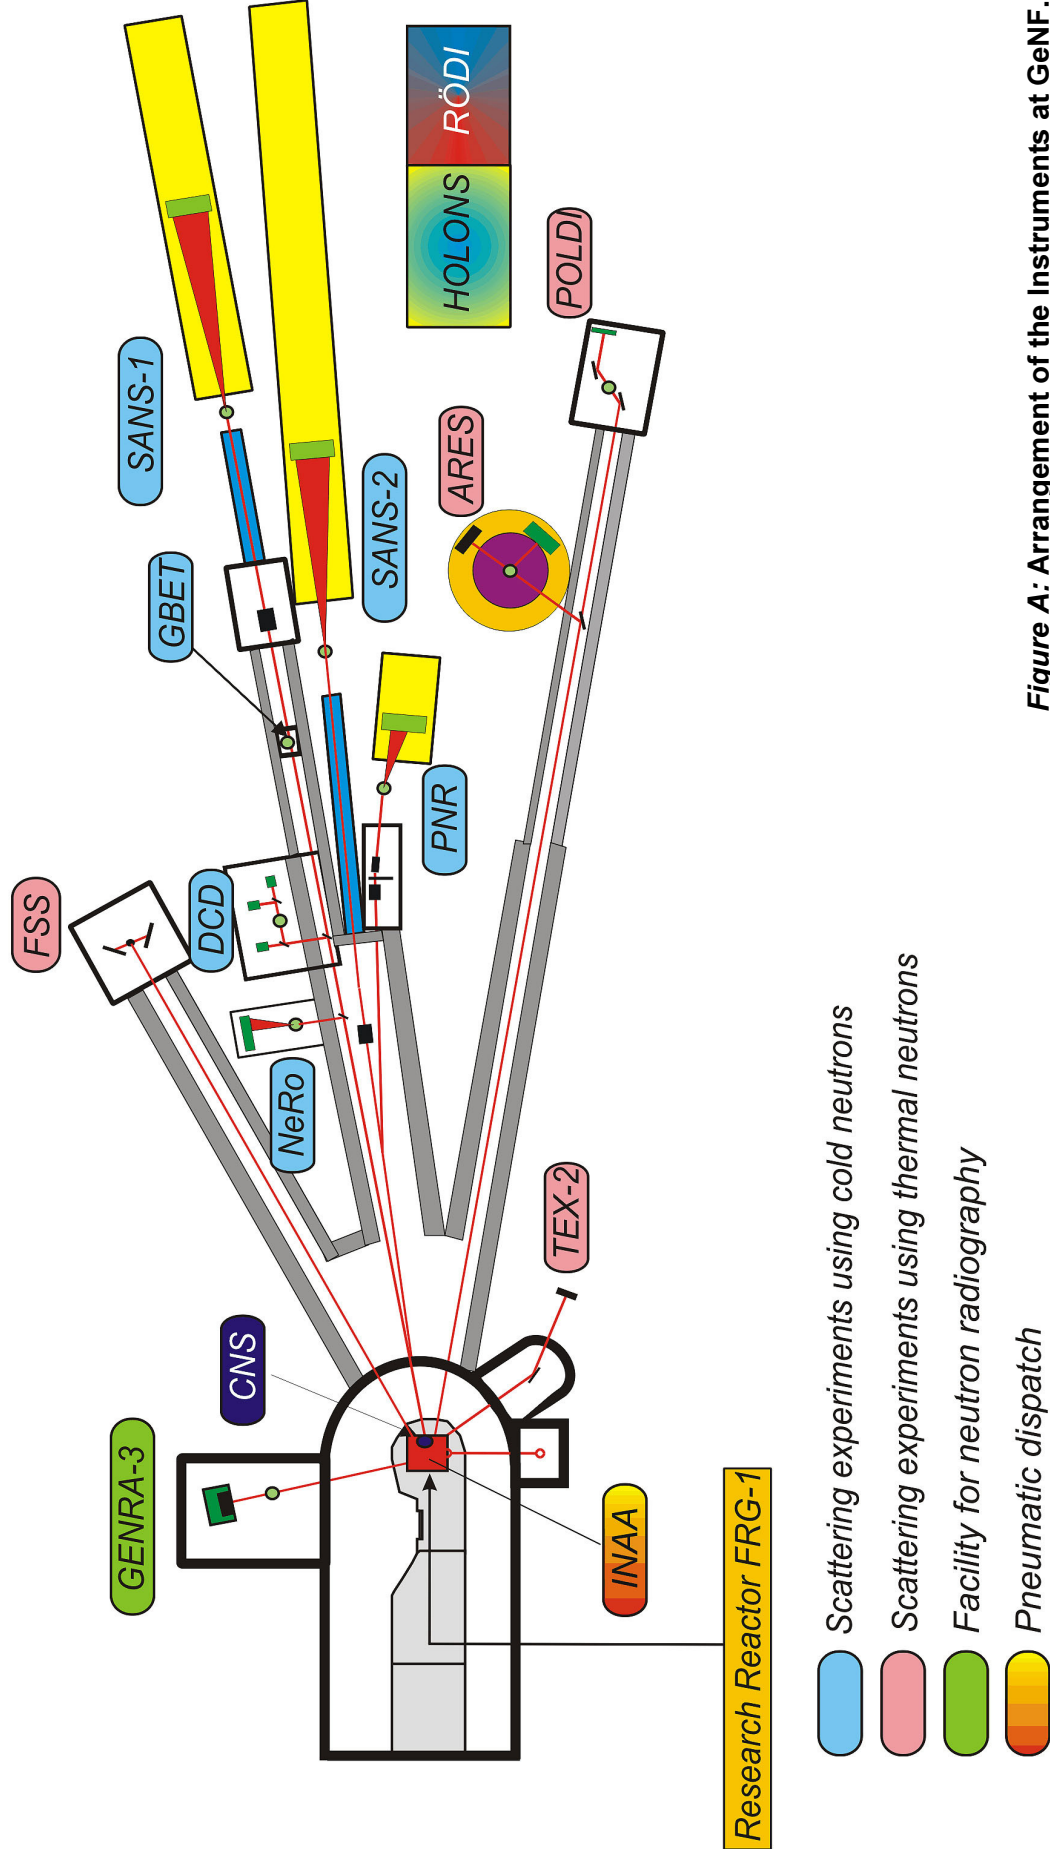 GENRA-3
CNS
FSS
NeRo
DCD
GBET
SANS-1
SANS-2
PNR
ARES
POLDI
HOLONS
RÖDI
TEX-2
INAA
Research Reactor FRG-1
Scattering experiments using cold neutrons
Scattering experiments using thermal neutrons
Facility for neutron radiography
Pneumatic dispatch
Figure A: Arrangement of the Instruments at GeNF.